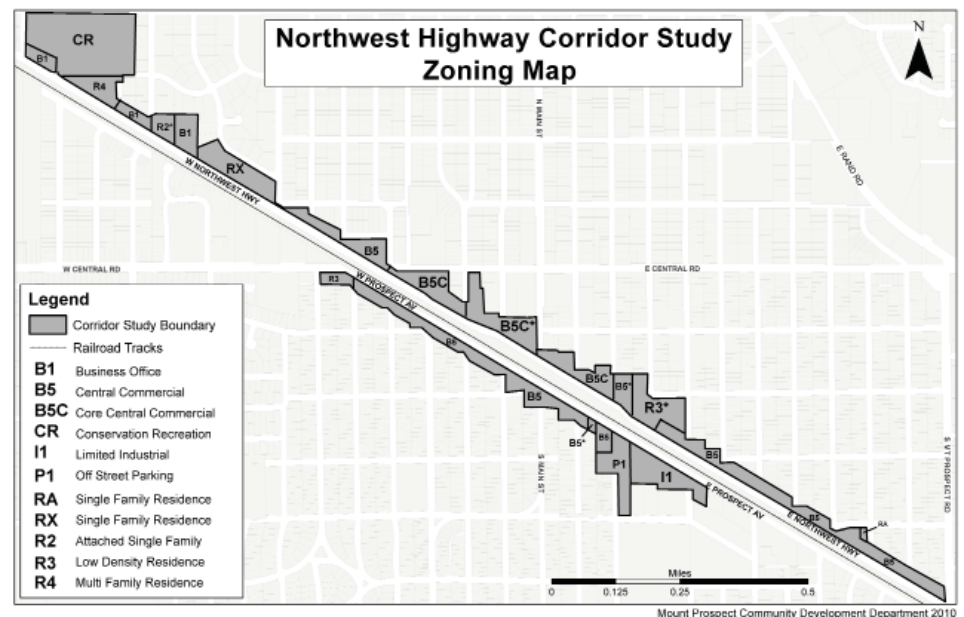 Northwest Highway Corridor Study
Zoning Map
N
CR
B1
R4
B1
R2*
B1
RX
W NORTHWEST HWY
N MAIN ST
E RAND RD
B5
W CENTRAL RD
E CENTRAL RD
R3
W PROSPECT AV
B5C
B5C*
B5
B5
B5C
B5*
R3*
B5*
B5
P1
I1
B5
S MAIN ST
E PROSPECT AV
E NORTHWEST HWY
B5
RA
B5
S MT PROSPECT RD
Legend
Corridor Study Boundary
Railroad Tracks
B1 Business Office
B5 Central Commercial
B5C Core Central Commercial
CR Conservation Recreation
I1 Limited Industrial
P1 Off Street Parking
RA Single Family Residence
RX Single Family Residence
R2 Attached Single Family
R3 Low Density Residence
R4 Multi Family Residence
Miles
0 0.125 0.25 0.5
Mount Prospect Community Development Department 2010